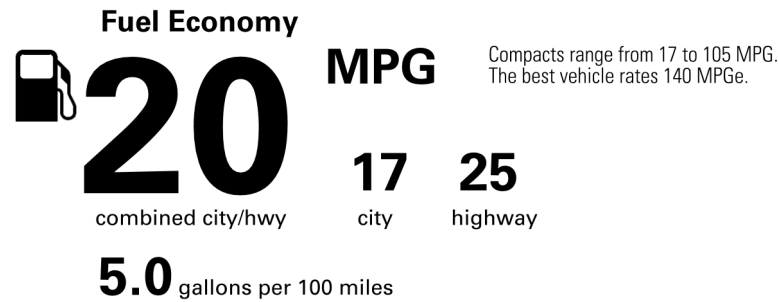 Fuel Economy
20
MPG
Compacts range from 17 to 105 MPG.
The best vehicle rates 140 MPGe.
17 25
combined city/hwy city highway
5.0 gallons per 100 miles